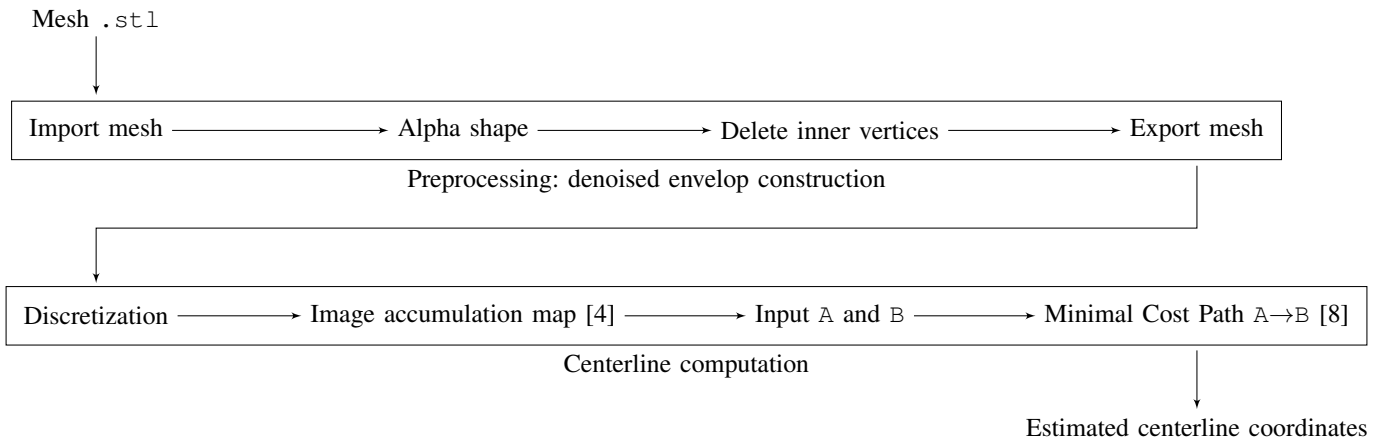 Mesh .stl
Import mesh Alpha shape Delete inner vertices Export mesh
Preprocessing: denoised envelop construction
Discretization Image accumulation map [4] Input A and B Minimal Cost Path A→B [8]
Centerline computation
Estimated centerline coordinates